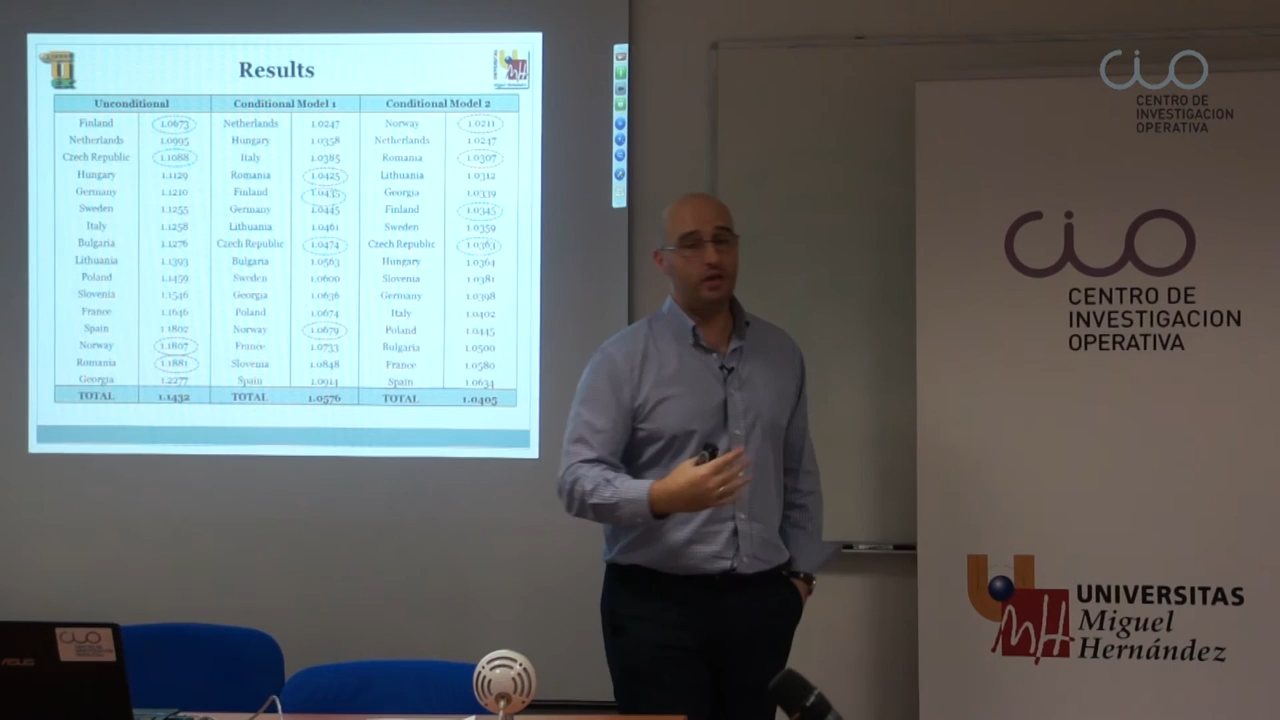 Results
Unconditional Conditional Model 1 Conditional Model 2
Finland 1.0673 Netherlands 1.0247 Norway 1.0211
Netherlands 1.0995 Hungary 1.0358 Netherlands 1.0247
Czech Republic 1.1088 Italy 1.0385 Romania 1.0307
Hungary 1.1129 Romania 1.0425 Lithuania 1.0312
Germany 1.1210 Finland 1.0435 Georgia 1.0339
Sweden 1.1255 Germany 1.0445 Finland 1.0345
Italy 1.1258 Lithuania 1.0461 Sweden 1.0359
Bulgaria 1.1276 Czech Republic 1.0474 Czech Republic 1.0363
Lithuania 1.1393 Bulgaria 1.0563 Hungary 1.0364
Poland 1.1459 Sweden 1.0600 Slovenia 1.0381
Slovenia 1.1546 Georgia 1.0636 Germany 1.0398
France 1.1646 Poland 1.0674 Italy 1.0402
Spain 1.1802 Norway 1.0679 Poland 1.0445
Norway 1.1807 France 1.0733 Bulgaria 1.0500
Romania 1.1881 Slovenia 1.0848 France 1.0580
Georgia 1.2277 Spain 1.0914 Spain 1.0634
TOTAL 1.1432 TOTAL 1.0576 TOTAL 1.0405
CIO
CENTRO DE
INVESTIGACION
OPERATIVA
CIO
CENTRO DE
INVESTIGACION
OPERATIVA
UNIVERSITAS
Miguel
Hernández
ASUS
CIO